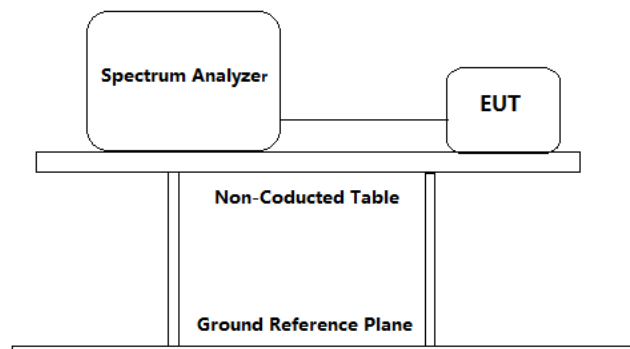 Spectrum Analyzer
EUT
Non-Coducted Table
Ground Reference Plane